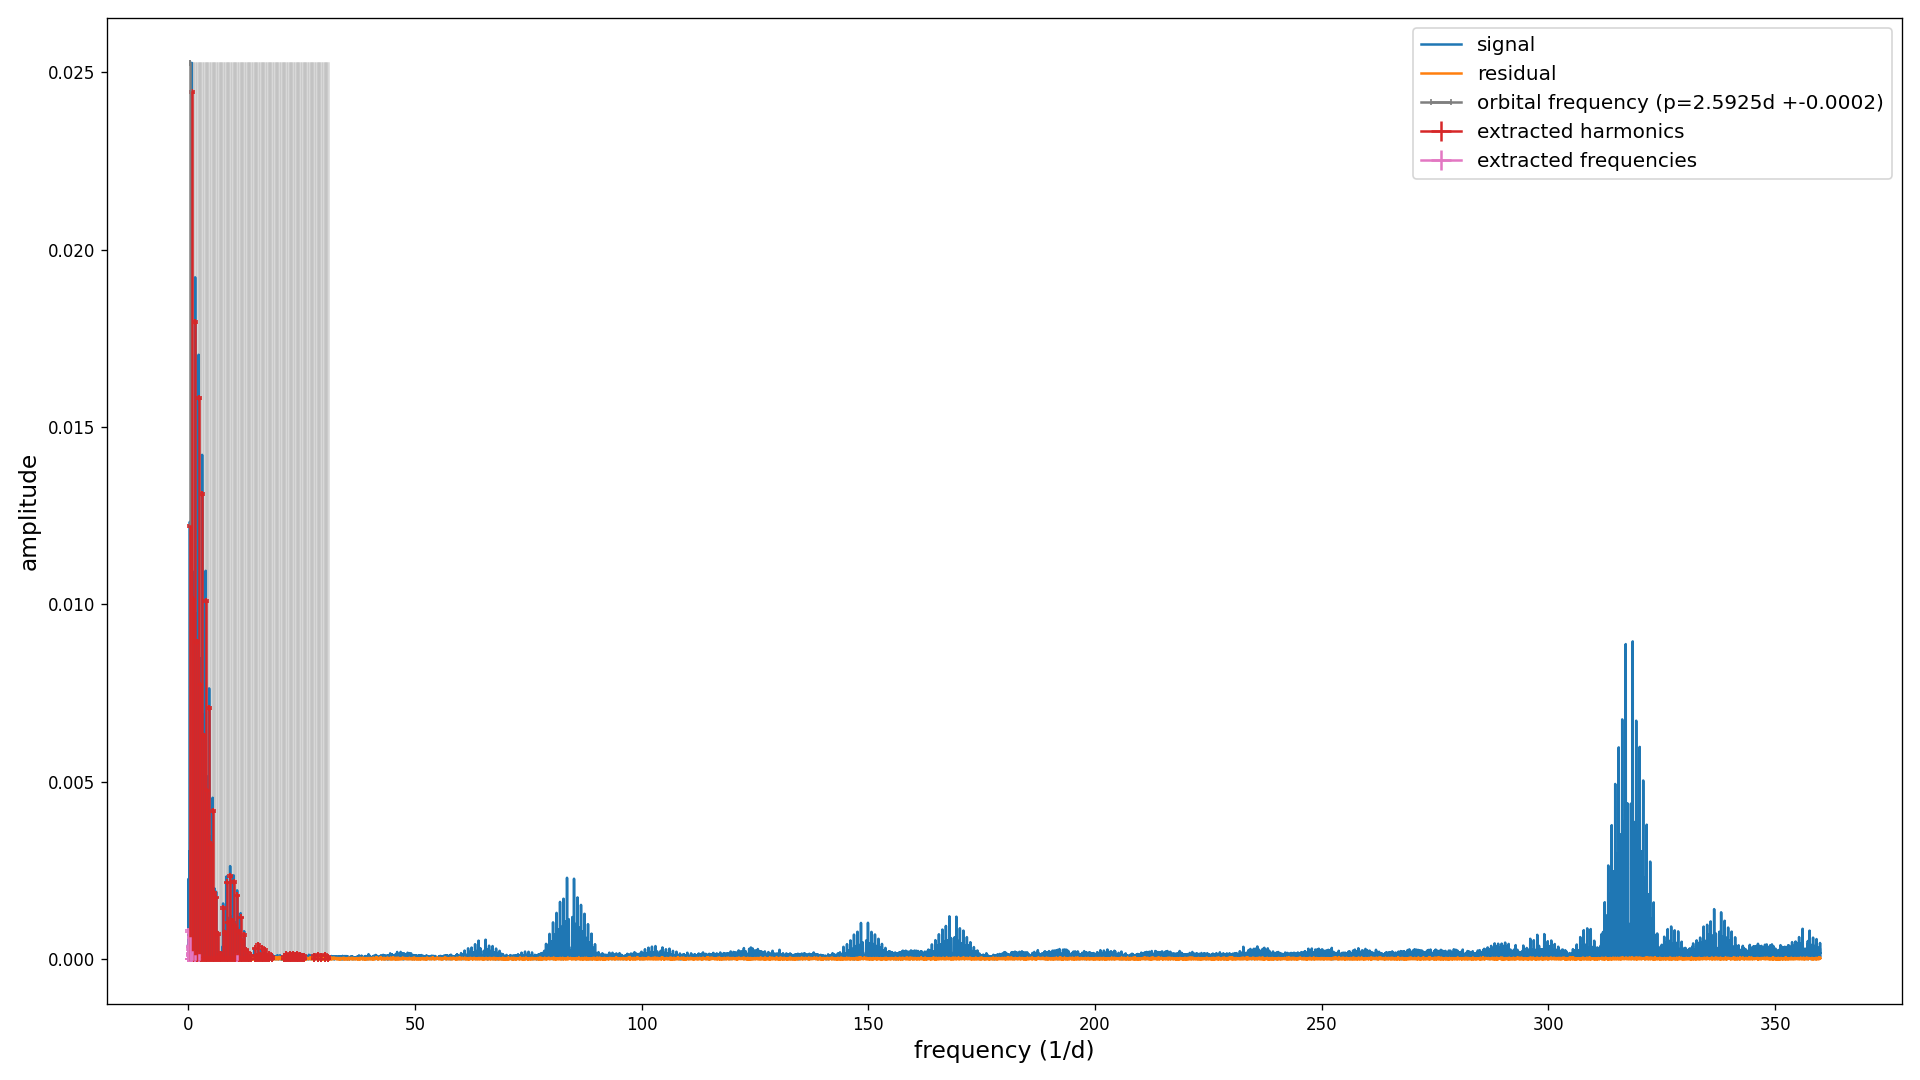 signal
residual
orbital frequency (p=2.5925d +-0.0002)
extracted harmonics
extracted frequencies
0.025
0.020
0.015
0.010
0.005
0.000
amplitude
0 50 100 150 200 250 300 350
frequency (1/d)